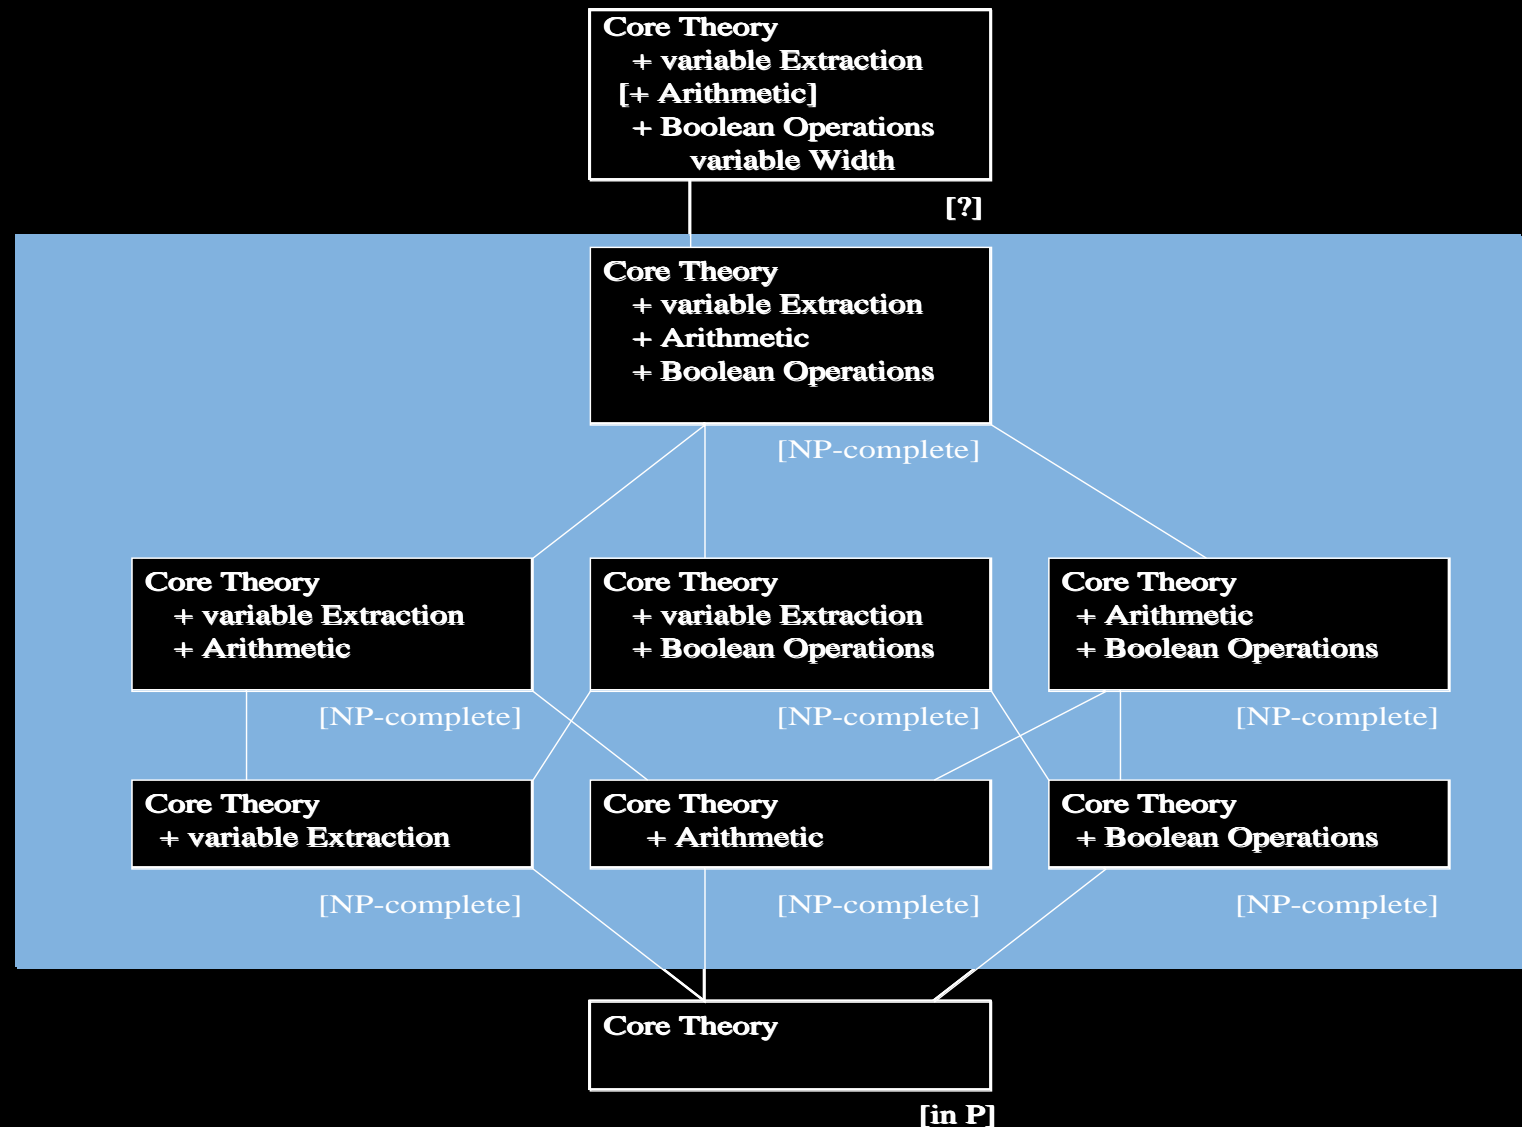 Core Theory
+ variable Extraction
[+ Arithmetic]
+ Boolean Operations
variable Width
[?]
Core Theory
+ variable Extraction
+ Arithmetic
+ Boolean Operations
[NP-complete]
Core Theory
+ variable Extraction
+ Arithmetic
[NP-complete]
Core Theory
+ variable Extraction
+ Boolean Operations
[NP-complete]
Core Theory
+ Arithmetic
+ Boolean Operations
[NP-complete]
Core Theory
+ variable Extraction
[NP-complete]
Core Theory
+ Arithmetic
[NP-complete]
Core Theory
+ Boolean Operations
[NP-complete]
Core Theory
[in P]